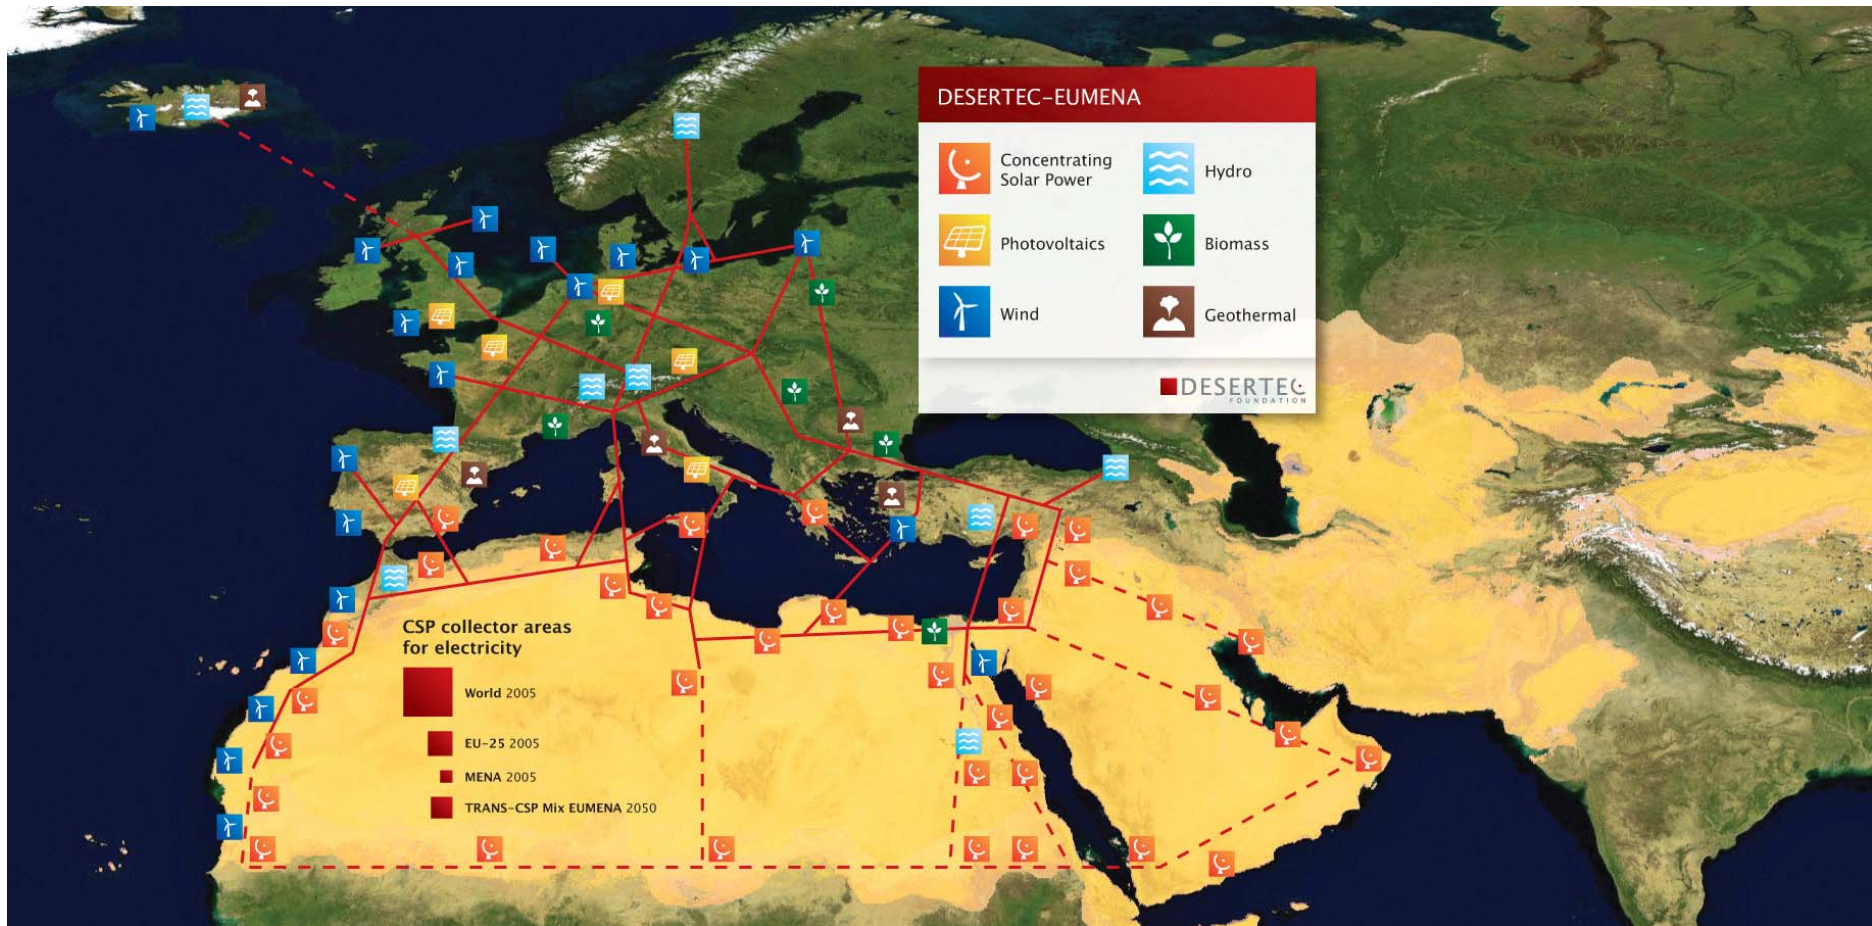 DESERTEC-EUMENA
Concentrating
Solar Power
Hydro
Photovoltaics
Biomass
Wind
Geothermal
DESERTEC
FOUNDATION
CSP collector areas
for electricity
World 2005
EU-25 2005
MENA 2005
TRANS-CSP Mix EUMENA 2050